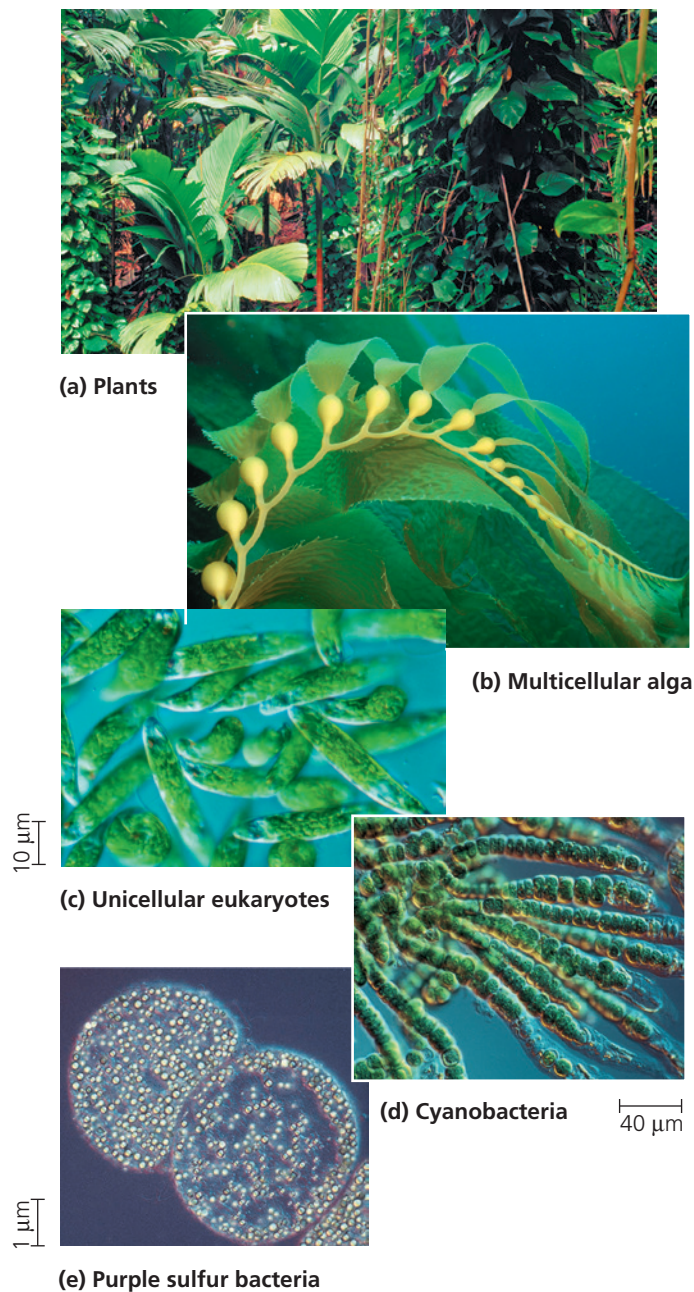 (a) Plants
(b) Multicellular alga
10 µm
(c) Unicellular eukaryotes
(d) Cyanobacteria
40 µm
1 µm
(e) Purple sulfur bacteria